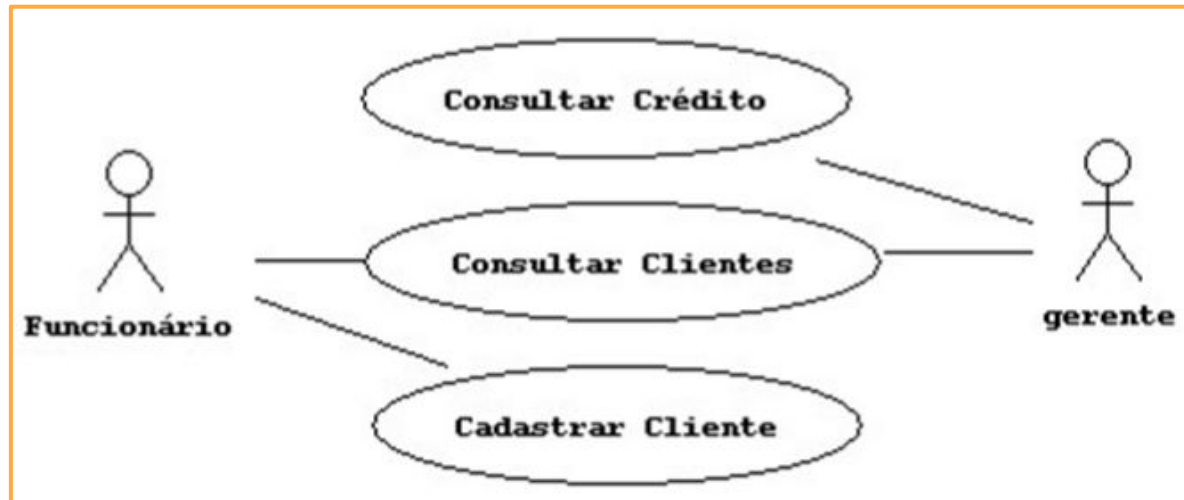 Consultar Crédito
Consultar Clientes
Funcionário
gerente
Cadastrar Cliente